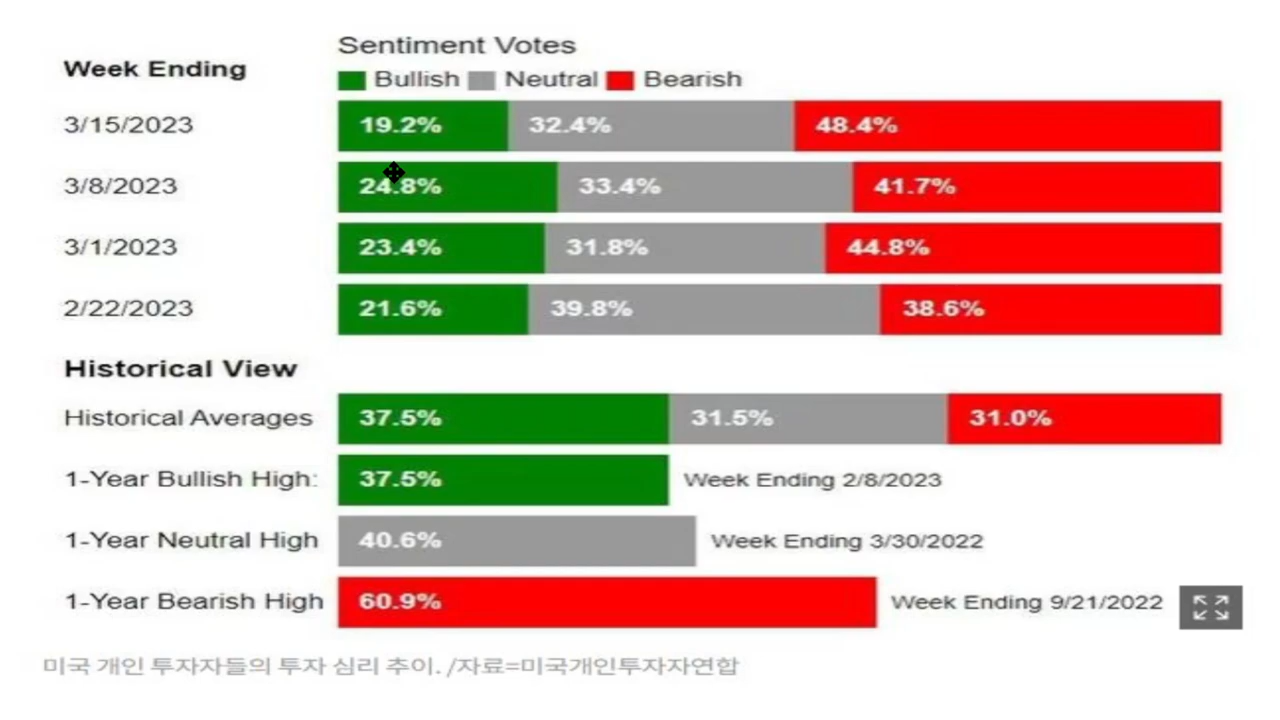 Sentiment Votes
Week Ending
Bullish Neutral Bearish
3/15/2023 19.2% 32.4% 48.4%
3/8/2023 24.8% 33.4% 41.7%
3/1/2023 23.4% 31.8% 44.8%
2/22/2023 21.6% 39.8% 38.6%
Historical View
Historical Averages 37.5% 31.5% 31.0%
1-Year Bullish High: 37.5% Week Ending 2/8/2023
1-Year Neutral High 40.6% Week Ending 3/30/2022
1-Year Bearish High 60.9% Week Ending 9/21/2022
미국 개인 투자자들의 투자 심리 추이. /자료=미국개인투자자연합